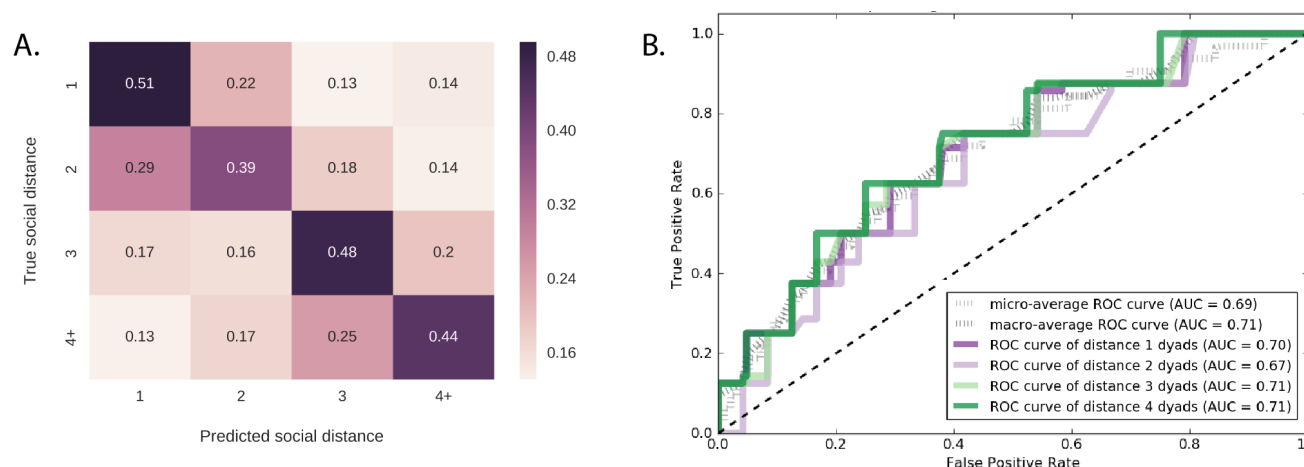 A.
True social distance
1
2
3
4+
0.51 0.22 0.13 0.14
0.29 0.39 0.18 0.14
0.17 0.16 0.48 0.2
0.13 0.17 0.25 0.44
1 2 3 4+
Predicted social distance
0.48
0.40
0.32
0.24
0.16
B.
True Positive Rate
1.0
0.8
0.6
0.4
0.2
0.0
micro-average ROC curve (AUC = 0.69)
macro-average ROC curve (AUC = 0.71)
ROC curve of distance 1 dyads (AUC = 0.70)
ROC curve of distance 2 dyads (AUC = 0.67)
ROC curve of distance 3 dyads (AUC = 0.71)
ROC curve of distance 4 dyads (AUC = 0.71)
0.0 0.2 0.4 0.6 0.8
False Positive Rate